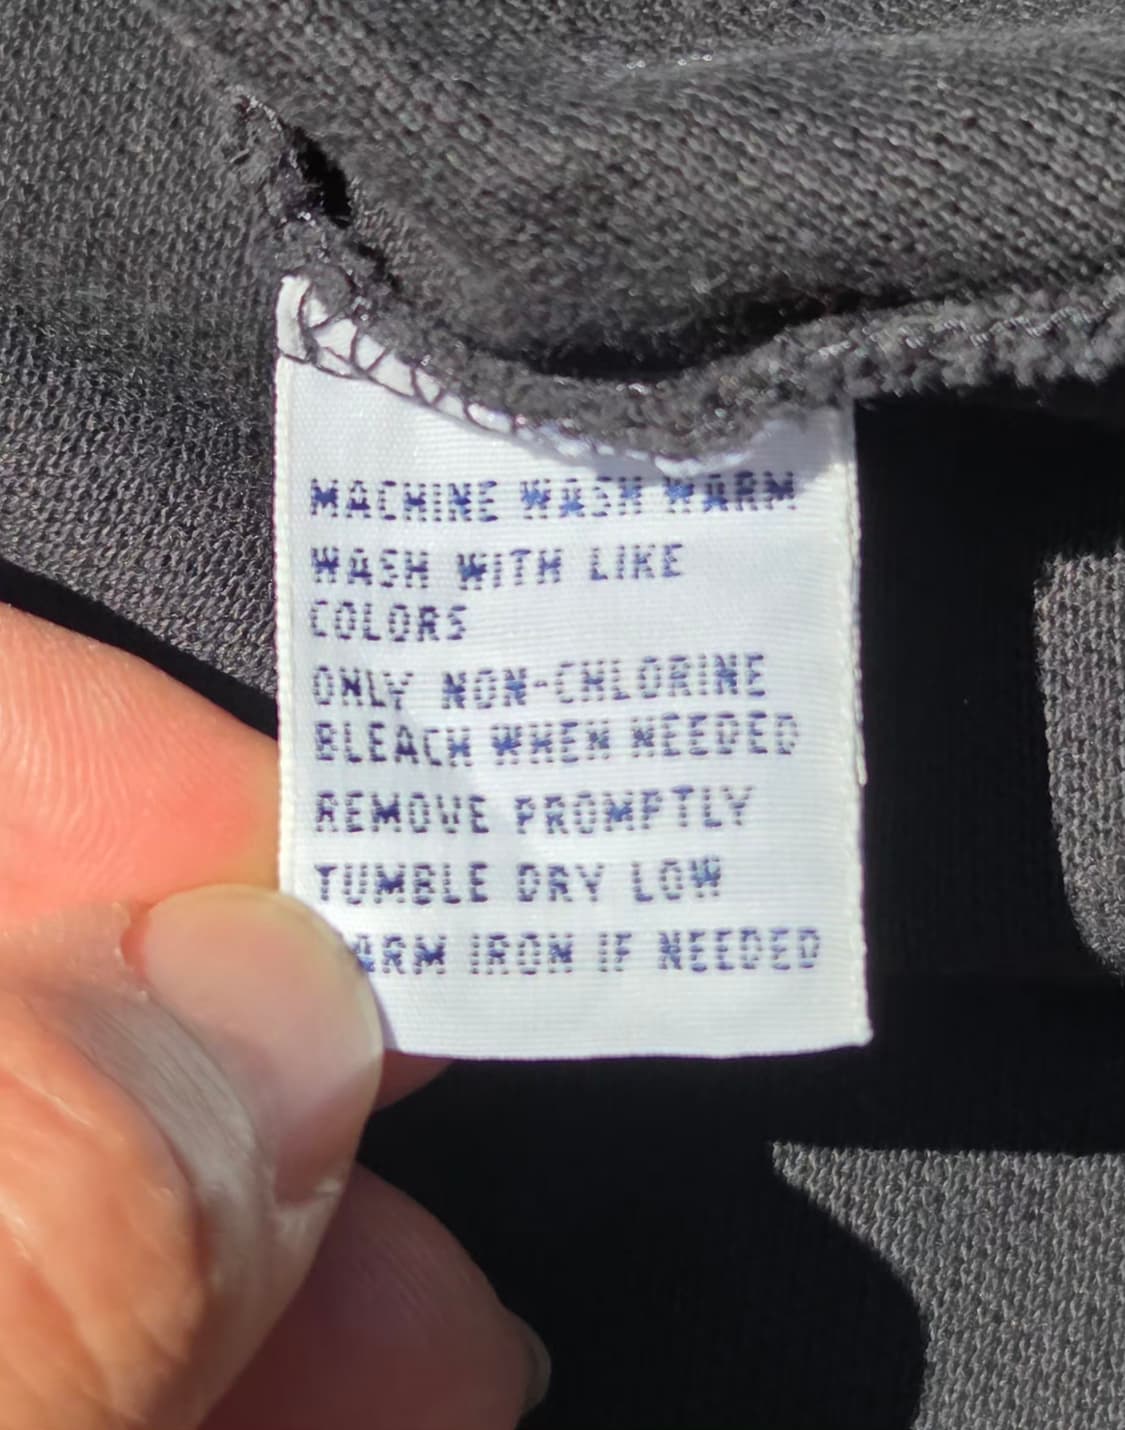 MACHINE WASH WARM
WASH WITH LIKE
COLORS
ONLY NON-CHLORINE
BLEACH WHEN NEEDED
REMOVE PROMPTLY
TUMBLE DRY LOW
ARM IRON IF NEEDED